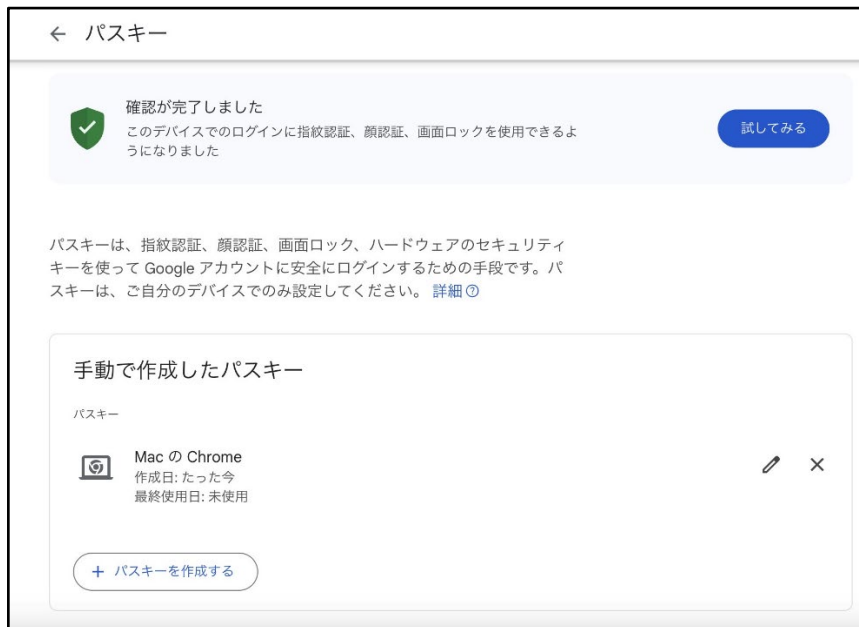 パスキー
確認が完了しました
このデバイスでのログインに指紋認証、顔認証、画面ロックを使用できるよ
うになりました
試してみる
パスキーは、指紋認証、顔認証、画面ロック、ハードウェアのセキュリティ
キーを使って Google アカウントに安全にログインするための手段です。パ
スキーは、ご自分のデバイスでのみ設定してください。 詳細
手動で作成したパスキー
パスキー
Mac の Chrome
作成日: たった今
最終使用日: 未使用
+ パスキーを作成する